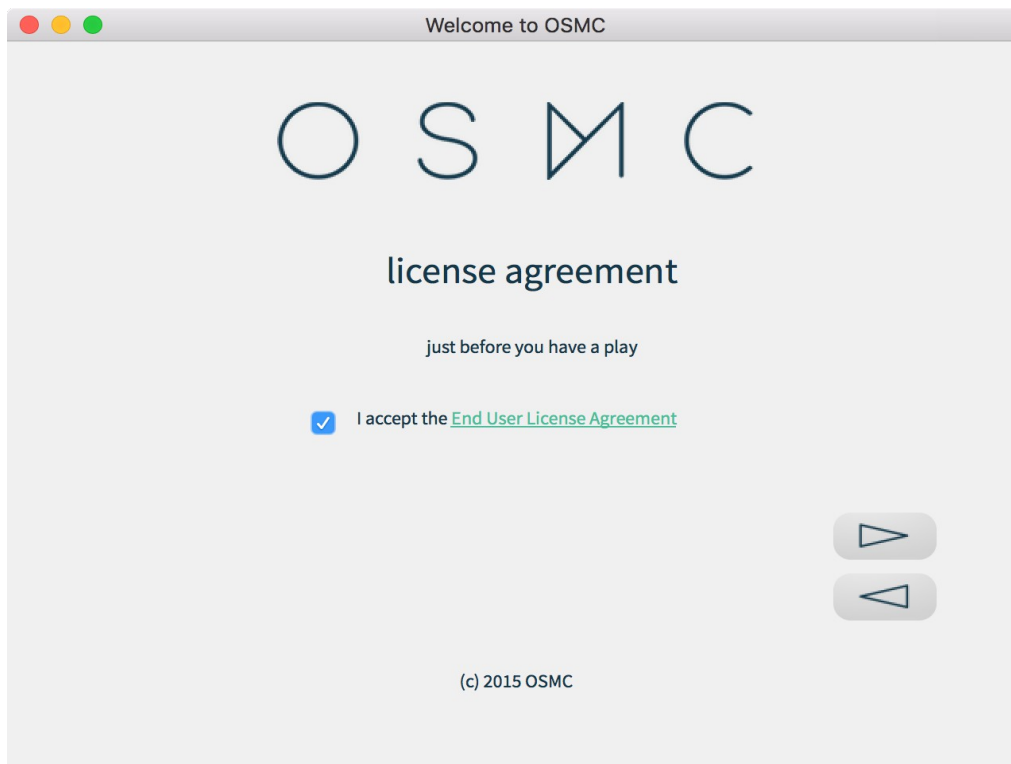 Welcome to OSMC
OSMC
license agreement
just before you have a play
I accept the End User License Agreement
(c) 2015 OSMC